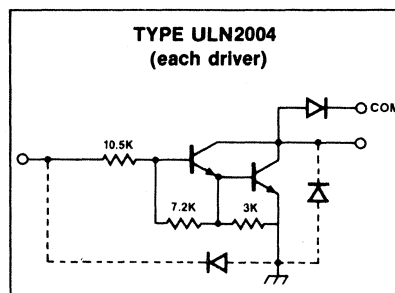 TYPE ULN2004
(each driver)
COM
10.5K
7.2K
3K